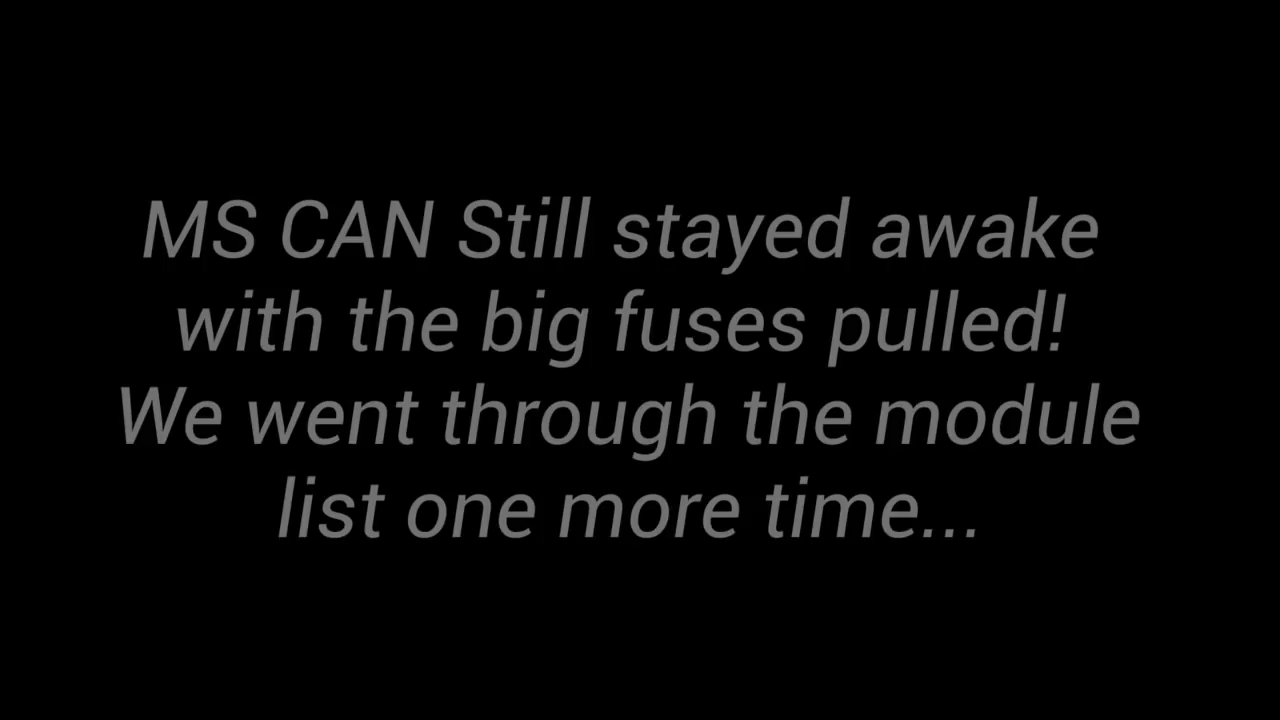 MS CAN Still stayed awake
with the big fuses pulled!
We went through the module
list one more time...